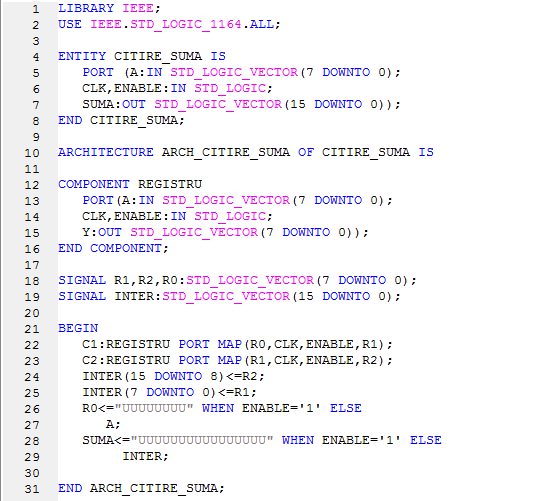 1 LIBRARY IEEE;
2 USE IEEE.STD_LOGIC_1164.ALL;
3
4 ENTITY CITIRE_SUMA IS
5 PORT (A:IN STD_LOGIC_VECTOR(7 DOWNTO 0);
6 CLK,ENABLE:IN STD_LOGIC;
7 SUMA:OUT STD_LOGIC_VECTOR(15 DOWNTO 0));
8 END CITIRE_SUMA;
9
10 ARCHITECTURE ARCH_CITIRE_SUMA OF CITIRE_SUMA IS
11
12 COMPONENT REGISTRU
13 PORT(A:IN STD_LOGIC_VECTOR(7 DOWNTO 0);
14 CLK,ENABLE:IN STD_LOGIC;
15 Y:OUT STD_LOGIC_VECTOR(7 DOWNTO 0));
16 END COMPONENT;
17
18 SIGNAL R1,R2,R0:STD_LOGIC_VECTOR(7 DOWNTO 0);
19 SIGNAL INTER:STD_LOGIC_VECTOR(15 DOWNTO 0);
20
21 BEGIN
22 C1:REGISTRU PORT MAP(R0,CLK,ENABLE,R1);
23 C2:REGISTRU PORT MAP(R1,CLK,ENABLE,R2);
24 INTER(15 DOWNTO 8)<=R2;
25 INTER(7 DOWNTO 0)<=R1;
26 R0<="UUUUUUUU" WHEN ENABLE='1' ELSE
27 A;
28 SUMA<="UUUUUUUUUUUUUUUU" WHEN ENABLE='1' ELSE
29 INTER;
30
31 END ARCH_CITIRE_SUMA;